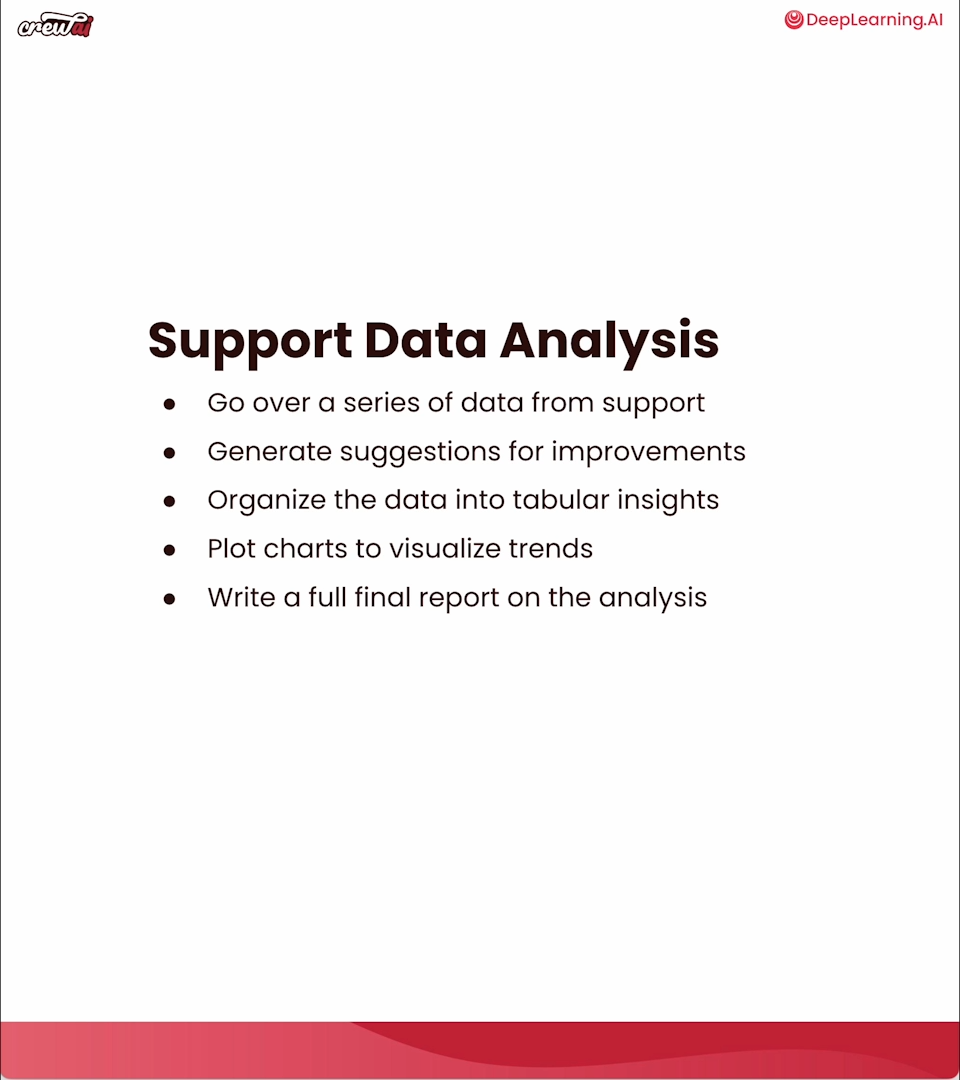 crewai
DeepLearning.AI
Support Data Analysis
● Go over a series of data from support
● Generate suggestions for improvements
● Organize the data into tabular insights
● Plot charts to visualize trends
● Write a full final report on the analysis